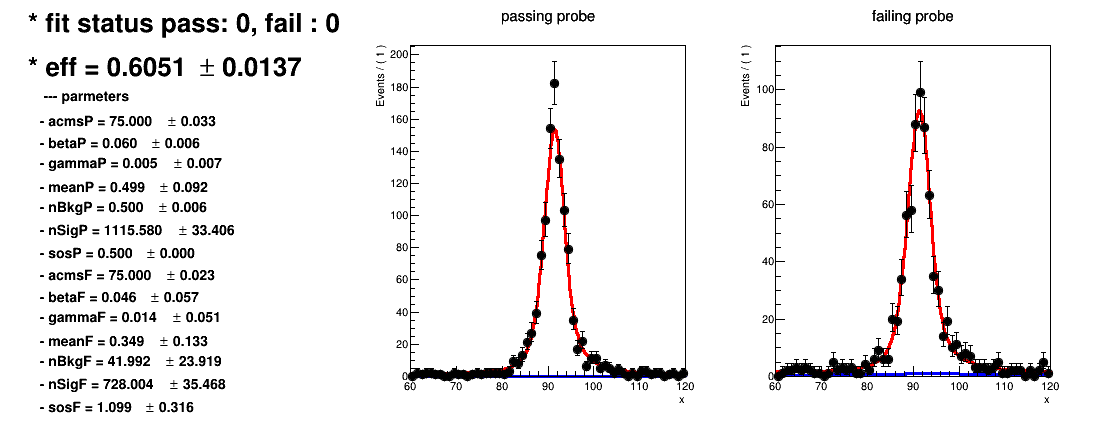 * fit status pass: 0, fail : 0
* eff = 0.6051 ± 0.0137
--- parmeters
- acmsP = 75.000 ± 0.033
- betaP = 0.060 ± 0.006
- gammaP = 0.005 ± 0.007
- meanP = 0.499 ± 0.092
- nBkgP = 0.500 ± 0.006
- nSigP = 1115.580 ± 33.406
- sosP = 0.500 ± 0.000
- acmsF = 75.000 ± 0.023
- betaF = 0.046 ± 0.057
- gammaF = 0.014 ± 0.051
- meanF = 0.349 ± 0.133
- nBkgF = 41.992 ± 23.919
- nSigF = 728.004 ± 35.468
- sosF = 1.099 ± 0.316
passing probe
Events / ( 1 )
200
180
160
140
120
100
80
60
40
20
0
60 70 80 90 100 110 120
x
failing probe
Events / ( 1 )
100
80
60
40
20
0
60 70 80 90 100 110 120
x